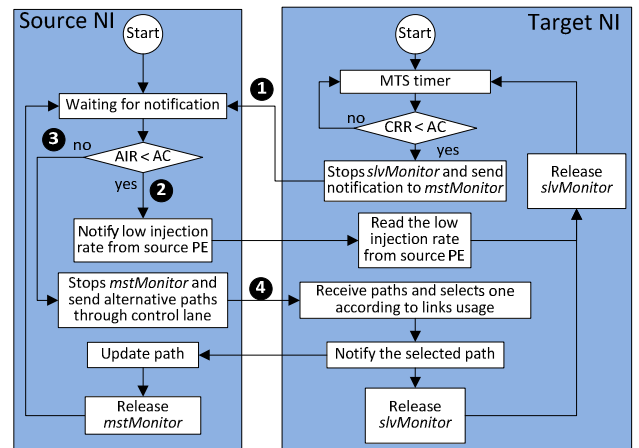 Source NI
Start
Waiting for notification
3
no
AIR < AC
yes
2
Notify low injection
rate from source PE
Stops mstMonitor and
send alternative paths
through control lane
Update path
Release
mstMonitor
1
4
Target NI
Start
MTS timer
no
CRR < AC
yes
Stops slvMonitor and send
notification to mstMonitor
Release
slvMonitor
Read the low
injection rate
from source PE
Receive paths and selects one
according to links usage
Notify the selected path
Release
slvMonitor